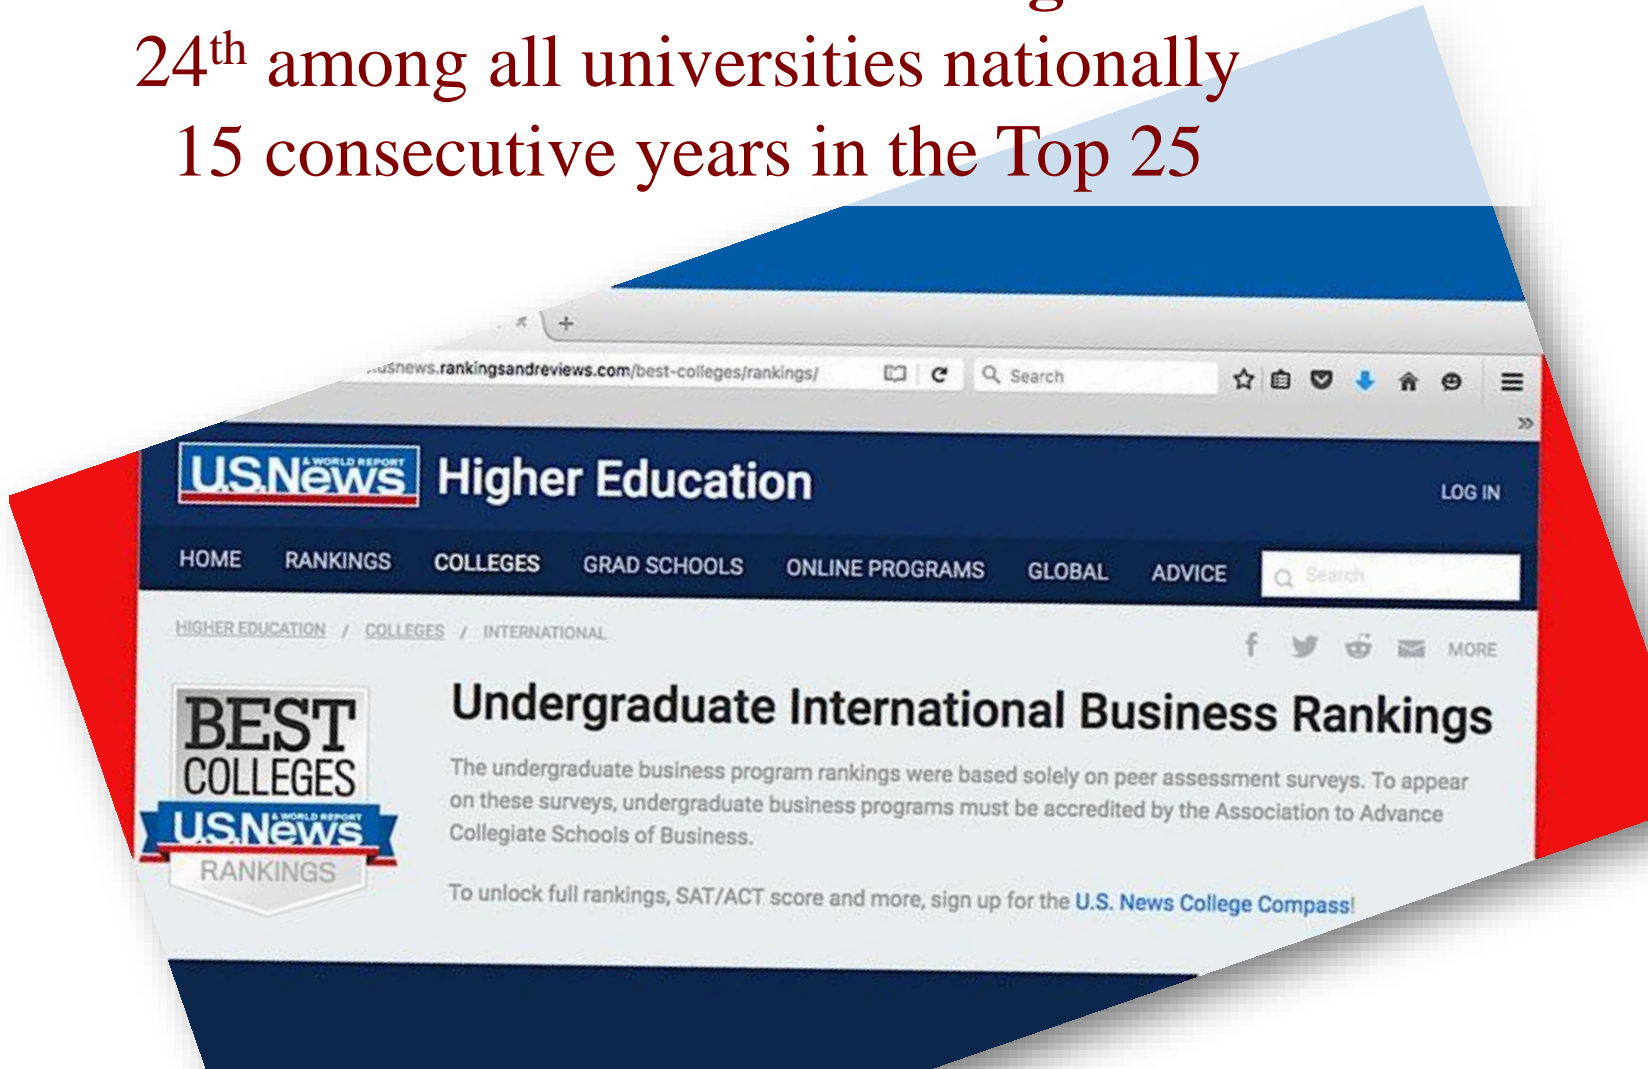 24th among all universities nationally
15 consecutive years in the Top 25
usnews.rankingsandreviews.com/best-colleges/rankings/
Search
U.S.News & WORLD REPORT Higher Education
LOG IN
HOME RANKINGS COLLEGES GRAD SCHOOLS ONLINE PROGRAMS GLOBAL ADVICE Search
HIGHER EDUCATION / COLLEGES / INTERNATIONAL
f MORE
BEST
COLLEGES
U.S.News & WORLD REPORT
RANKINGS
Undergraduate International Business Rankings
The undergraduate business program rankings were based solely on peer assessment surveys. To appear
on these surveys, undergraduate business programs must be accredited by the Association to Advance
Collegiate Schools of Business.
To unlock full rankings, SAT/ACT score and more, sign up for the U.S. News College Compass!